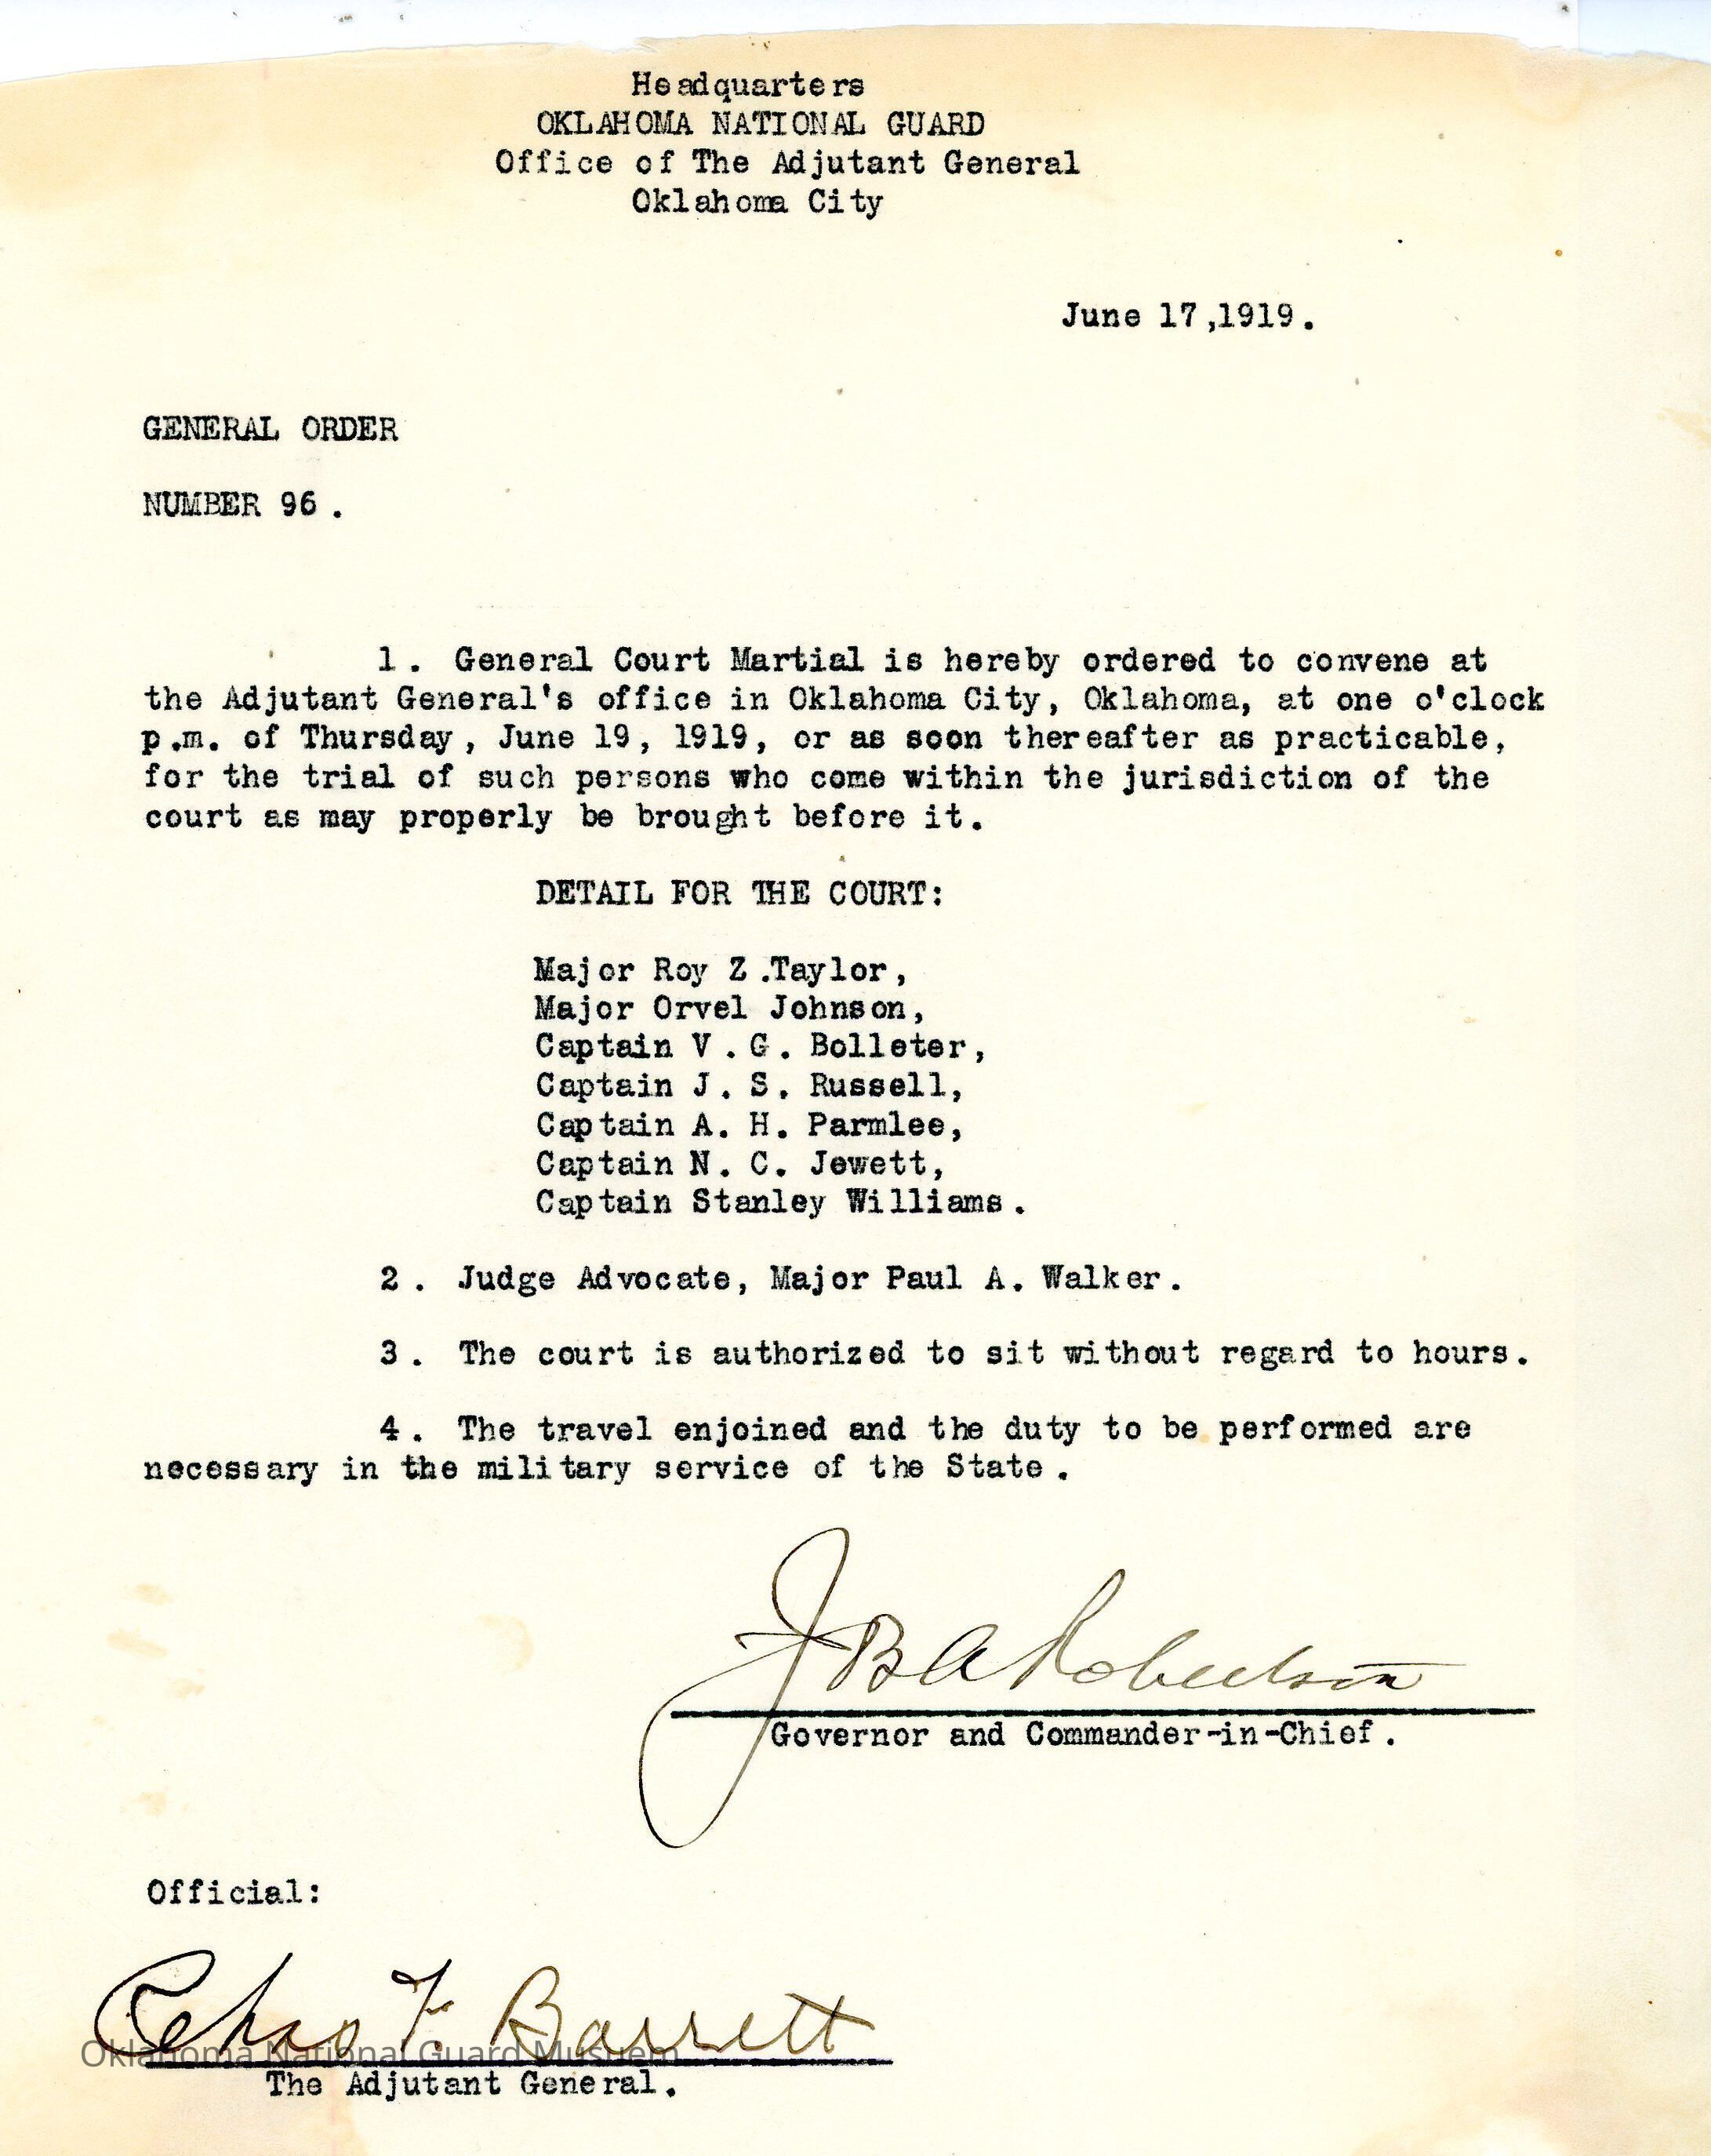 Headquarters
OKLAHOMA NATIONAL GUARD
Office of The Adjutant General
Oklahoma City
June 17,1919.
GENERAL ORDER
NUMBER 96.
1. General Court Martial is hereby ordered to convene at
the Adjutant General's office in Oklahoma City, Oklahoma, at one o'clock
p.m. of Thursday, June 19, 1919, or as soon thereafter as practicable,
for the trial of such persons who come within the jurisdiction of the
court as may properly be brought before it.
DETAIL FOR THE COURT:
Major Roy Z.Taylor,
Major Orvel Johnson,
Captain V. G. Bolleter,
Captain J. S. Russell,
Captain A. H. Parmlee,
Captain N. C. Jewett,
Captain Stanley Williams.
2. Judge Advocate, Major Paul A. Walker.
3. The court is authorized to sit without regard to hours.
4. The travel enjoined and the duty to be performed are
necessary in the military service of the State.
J B A Robertson
Governor and Commander-in-Chief.
Official:
Chas F. Barrett
Oklahoma National Guard Musuem
The Adjutant General.